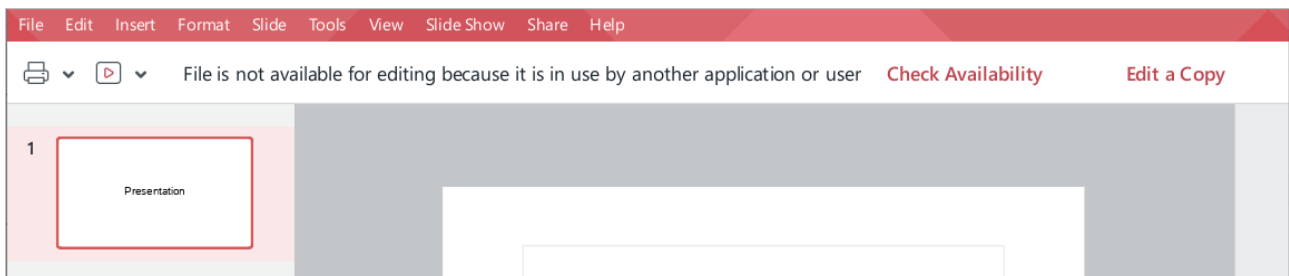 File Edit Insert Format Slide Tools View Slide Show Share Help
File is not available for editing because it is in use by another application or user Check Availability Edit a Copy
1
Presentation